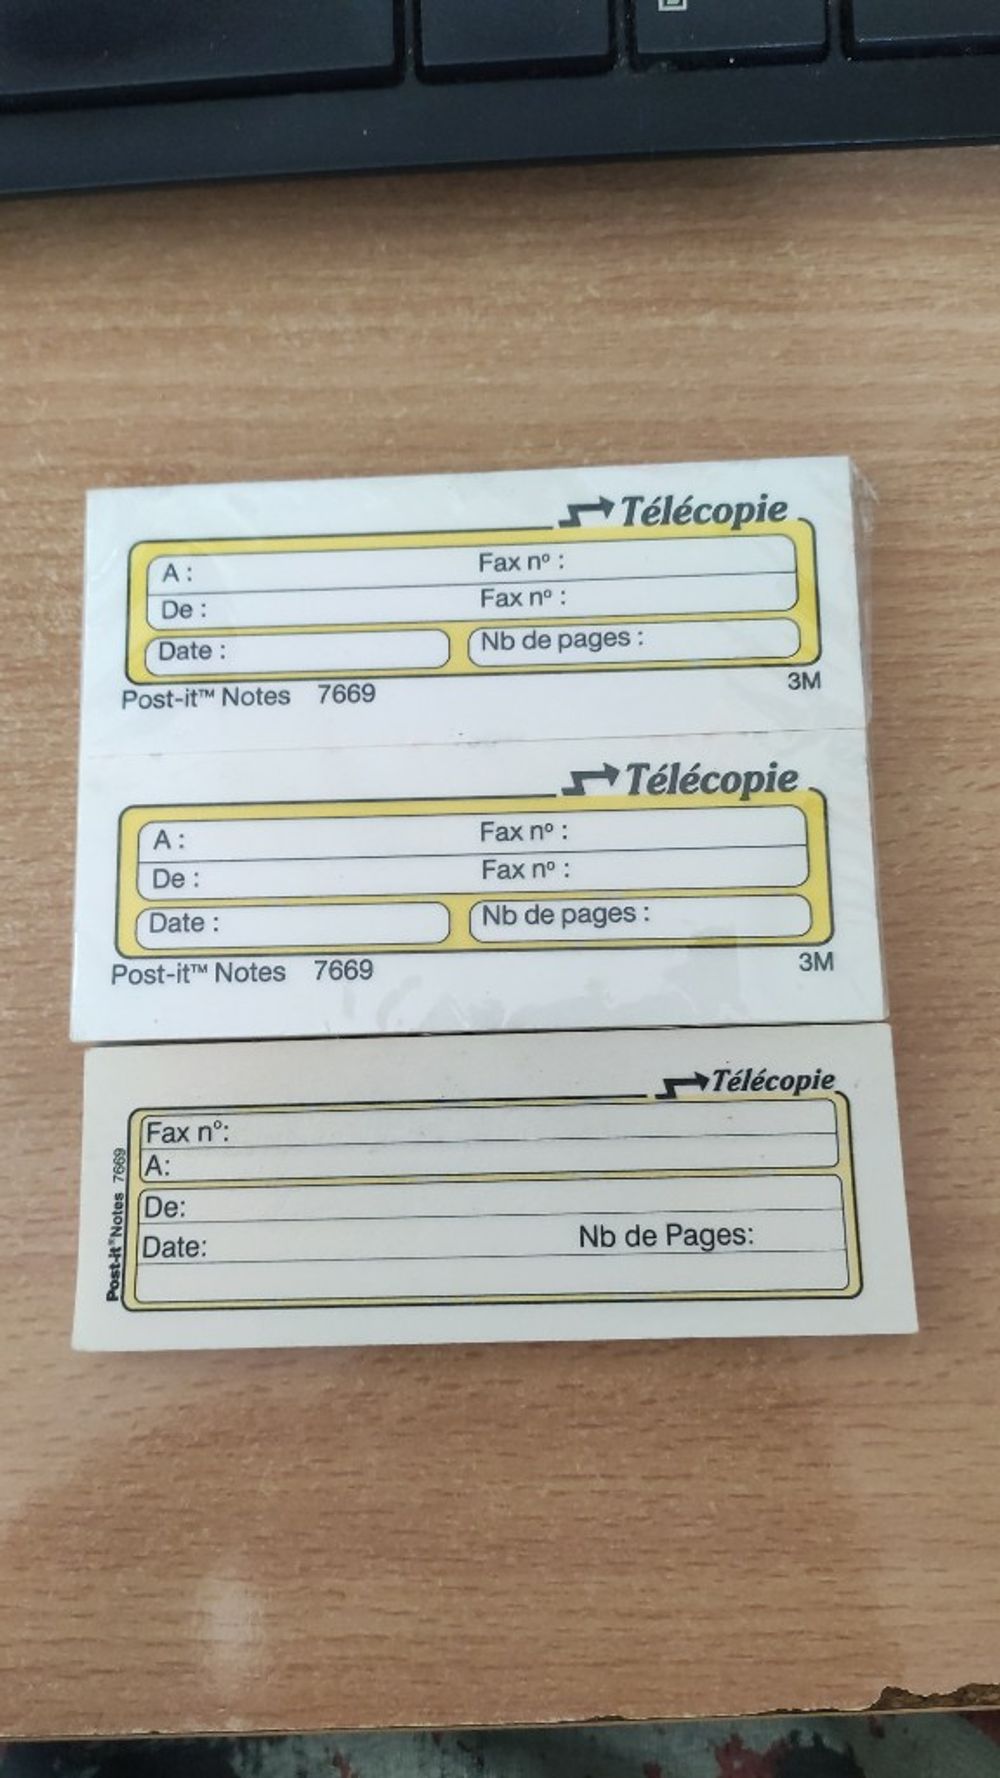 Télécopie
A : Fax nº :
De : Fax nº :
Date : Nb de pages :
Post-it™ Notes 7669 3M
Télécopie
A : Fax nº :
De : Fax nº :
Date : Nb de pages :
Post-it™ Notes 7669 3M
Télécopie
Fax n°:
A:
De:
Date: Nb de Pages:
Post-it® Notes 7669